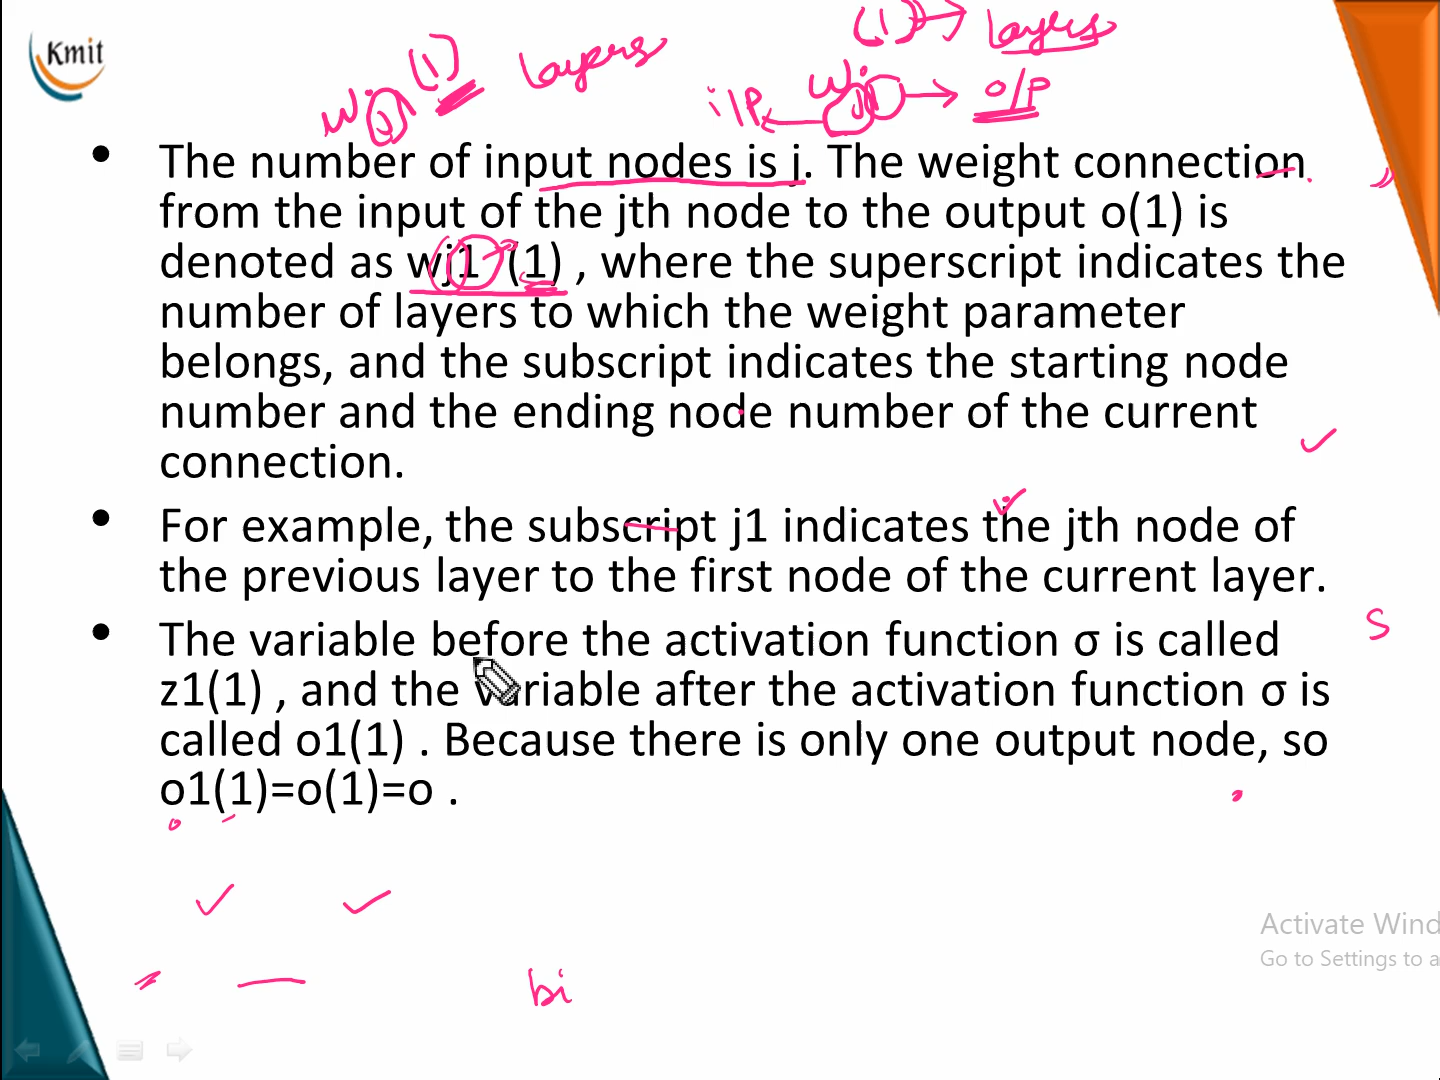 (1) → layers
Kmit
wj1 (1) layers
i/p ← wj1 → o/p
• The number of input nodes is j. The weight connection
from the input of the jth node to the output o(1) is
denoted as wj1 (1) , where the superscript indicates the
number of layers to which the weight parameter
belongs, and the subscript indicates the starting node
number and the ending node number of the current
connection.
• For example, the subscript j1 indicates the jth node of
the previous layer to the first node of the current layer.
• The variable before the activation function σ is called
z1(1) , and the variable after the activation function σ is
called o1(1) . Because there is only one output node, so
o1(1)=o(1)=o .
S
Activate Wind
Go to Settings to a
bi